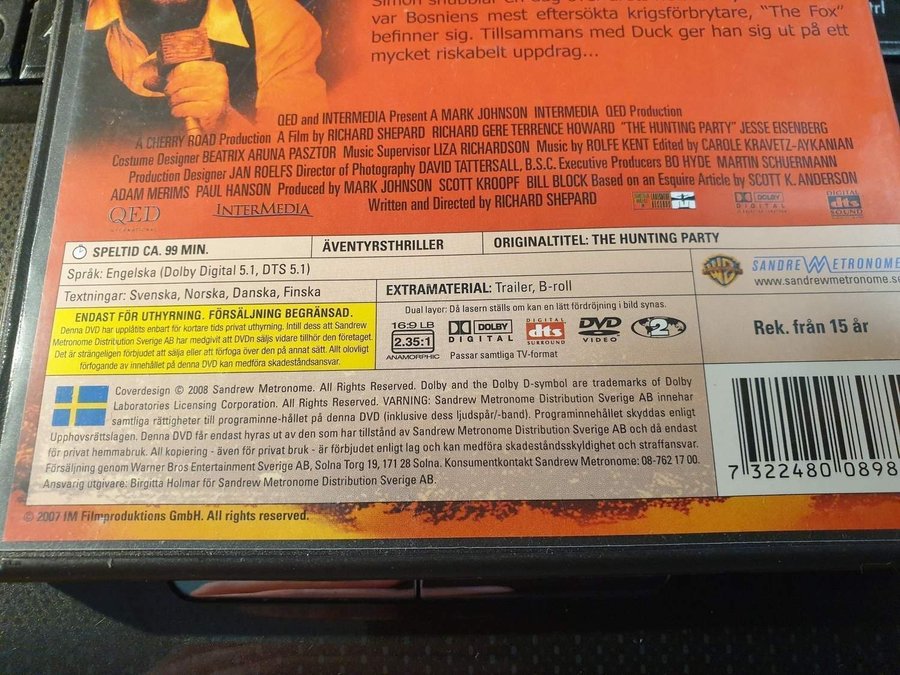 var Bosniens mest eftersökta krigsförbrytare, "The Fox"
befinner sig. Tillsammans med Duck ger han sig ut på ett
mycket riskabelt uppdrag...
QED and INTERMEDIA Present A MARK JOHNSON INTERMEDIA QED Production
A CHERRY ROAD Production A Film by RICHARD SHEPARD RICHARD GERE TERRENCE HOWARD "THE HUNTING PARTY" JESSE EISENBERG
Costume Designer BEATRIX ARUNA PASZTOR Music Supervisor LIZA RICHARDSON Music by ROLFE KENT Edited by CAROLE KRAVETZ-AYKANIAN
Production Designer JAN ROELFS Director of Photography DAVID TATTERSALL, B.S.C. Executive Producers BO HYDE MARTIN SCHUERMANN
ADAM MERIMS PAUL HANSON Produced by MARK JOHNSON SCOTT KROOPF BILL BLOCK Based on an Esquire Article by SCOTT K. ANDERSON
Written and Directed by RICHARD SHEPARD
QED
INTERNATIONAL
INTERMEDIA
DOLBY
DIGITAL
DIGITAL
dts
SOUND
SPELTID CA. 99 MIN.
ÄVENTYRSTHRILLER
ORIGINALTITEL: THE HUNTING PARTY
Språk: Engelska (Dolby Digital 5.1, DTS 5.1)
Textningar: Svenska, Norska, Danska, Finska
EXTRAMATERIAL: Trailer, B-roll
WB
SANDREW METRONOME
www.sandrewmetronome.se
ENDAST FÖR UTHYRNING. FÖRSÄLJNING BEGRÄNSAD.
Denna DVD har upplåtits enbart för kortare tids privat uthyrning. Intill dess att Sandrew
Metronome Distribution Sverige AB har medgivit att DVDn säljs vidare tillhör den företaget.
Det är strängeligen förbjudet att sälja eller att förfoga över den på annat sätt. Allt olovligt
förfogande av innehållet på denna DVD kan medföra skadeståndsansvar.
Dual layer: Då lasern ställs om kan en lätt fördröjning i bild synas.
16:9 LB
2.35:1
ANAMORPHIC
DOLBY
DIGITAL
DIGITAL
dts
SURROUND
DVD
VIDEO
2
Passar samtliga TV-format
Rek. från 15 år
Coverdesign © 2008 Sandrew Metronome. All Rights Reserved. Dolby and the Dolby D-symbol are trademarks of Dolby
Laboratories Licensing Corporation. All Rights Reserved. VARNING: Sandrew Metronome Distribution Sverige AB innehar
samtliga rättigheter till programinne-hållet på denna DVD (inklusive dess ljudspår/-band). Programinnehållet skyddas enligt
Upphovsrättslagen. Denna DVD får endast hyras ut av den som har tillstånd av Sandrew Metronome Distribution Sverige AB och då endast
för privat hemmabruk. All kopiering - även för privat bruk - är förbjudet enligt lag och kan medföra skadeståndsskyldighet och straffansvar.
Försäljning genom Warner Bros Entertainment Sverige AB, Solna Torg 19, 171 28 Solna. Konsumentkontakt Sandrew Metronome: 08-762 17 00.
Ansvarig utgivare: Birgitta Holmar för Sandrew Metronome Distribution Sverige AB.
7 322480 0898
© 2007 IM Filmproduktions GmbH. All rights reserved.